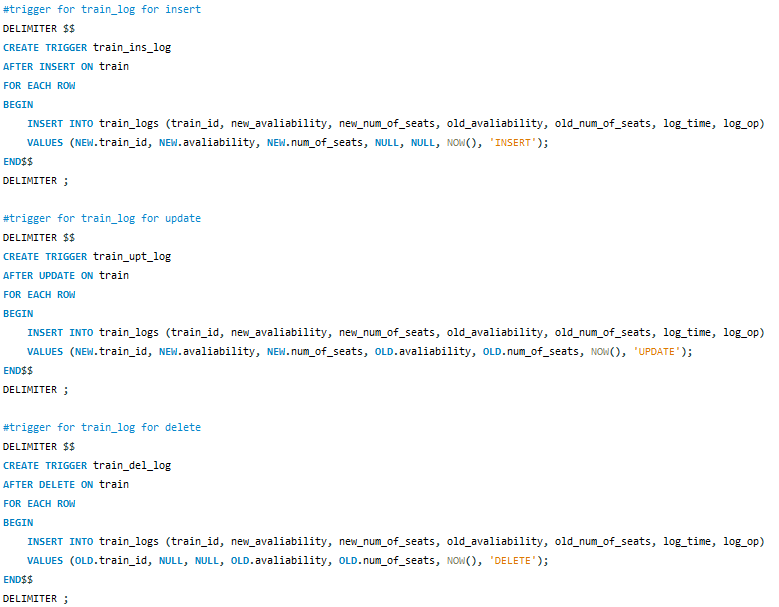 #trigger for train_log for insert
DELIMITER $$
CREATE TRIGGER train_ins_log
AFTER INSERT ON train
FOR EACH ROW
BEGIN
    INSERT INTO train_logs (train_id, new_avaliability, new_num_of_seats, old_avaliability, old_num_of_seats, log_time, log_op)
    VALUES (NEW.train_id, NEW.avaliability, NEW.num_of_seats, NULL, NULL, NOW(), 'INSERT');
END$$
DELIMITER ;

#trigger for train_log for update
DELIMITER $$
CREATE TRIGGER train_upt_log
AFTER UPDATE ON train
FOR EACH ROW
BEGIN
    INSERT INTO train_logs (train_id, new_avaliability, new_num_of_seats, old_avaliability, old_num_of_seats, log_time, log_op)
    VALUES (NEW.train_id, NEW.avaliability, NEW.num_of_seats, OLD.avaliability, OLD.num_of_seats, NOW(), 'UPDATE');
END$$
DELIMITER ;

#trigger for train_log for delete
DELIMITER $$
CREATE TRIGGER train_del_log
AFTER DELETE ON train
FOR EACH ROW
BEGIN
    INSERT INTO train_logs (train_id, new_avaliability, new_num_of_seats, old_avaliability, old_num_of_seats, log_time, log_op)
    VALUES (OLD.train_id, NULL, NULL, OLD.avaliability, OLD.num_of_seats, NOW(), 'DELETE');
END$$
DELIMITER ;